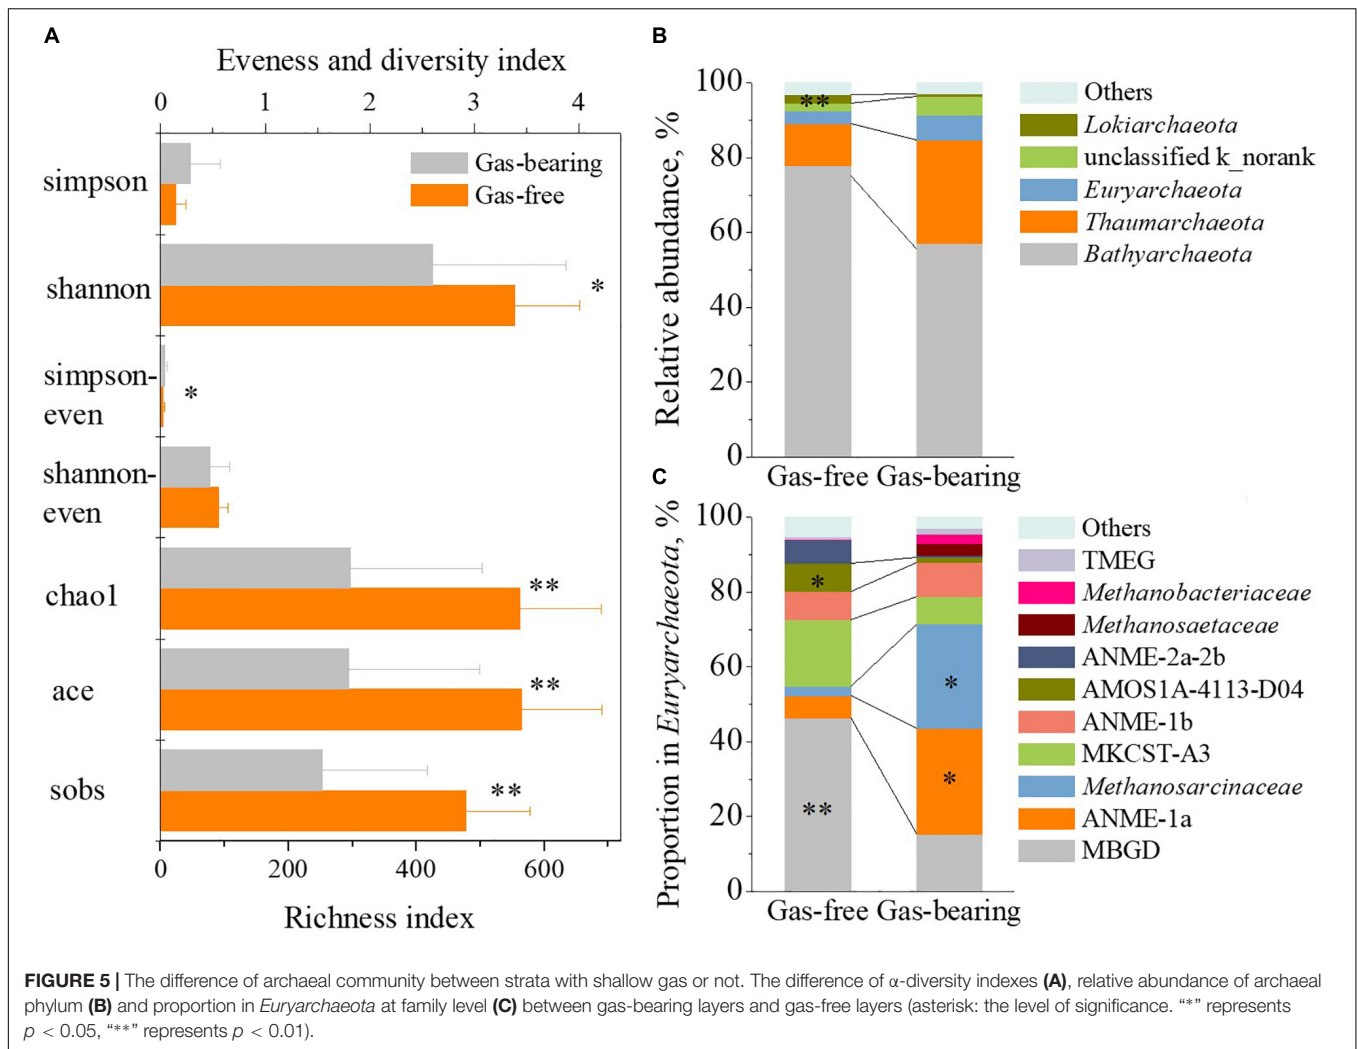 A
Eveness and diversity index
0 1 2 3 4
Gas-bearing
Gas-free
simpson
shannon
*
simpson-
even
*
shannon-
even
chao1
**
ace
**
sobs
**
0 200 400 600
Richness index
B
Relative abundance, %
100
80
60
40
20
0
**
Gas-free Gas-bearing
Others
Lokiarchaeota
unclassified k_norank
Euryarchaeota
Thaumarchaeota
Bathyarchaeota
C
Proportion in Euryarchaeota, %
100
80
60
40
20
0
*
**
*
*
Gas-free Gas-bearing
Others
TMEG
Methanobacteriaceae
Methanosaetaceae
ANME-2a-2b
AMOS1A-4113-D04
ANME-1b
MKCST-A3
Methanosarcinaceae
ANME-1a
MBGD
FIGURE 5 | The difference of archaeal community between strata with shallow gas or not. The difference of α-diversity indexes (A), relative abundance of archaeal
phylum (B) and proportion in Euryarchaeota at family level (C) between gas-bearing layers and gas-free layers (asterisk: the level of significance. “*” represents
p < 0.05, “**” represents p < 0.01).